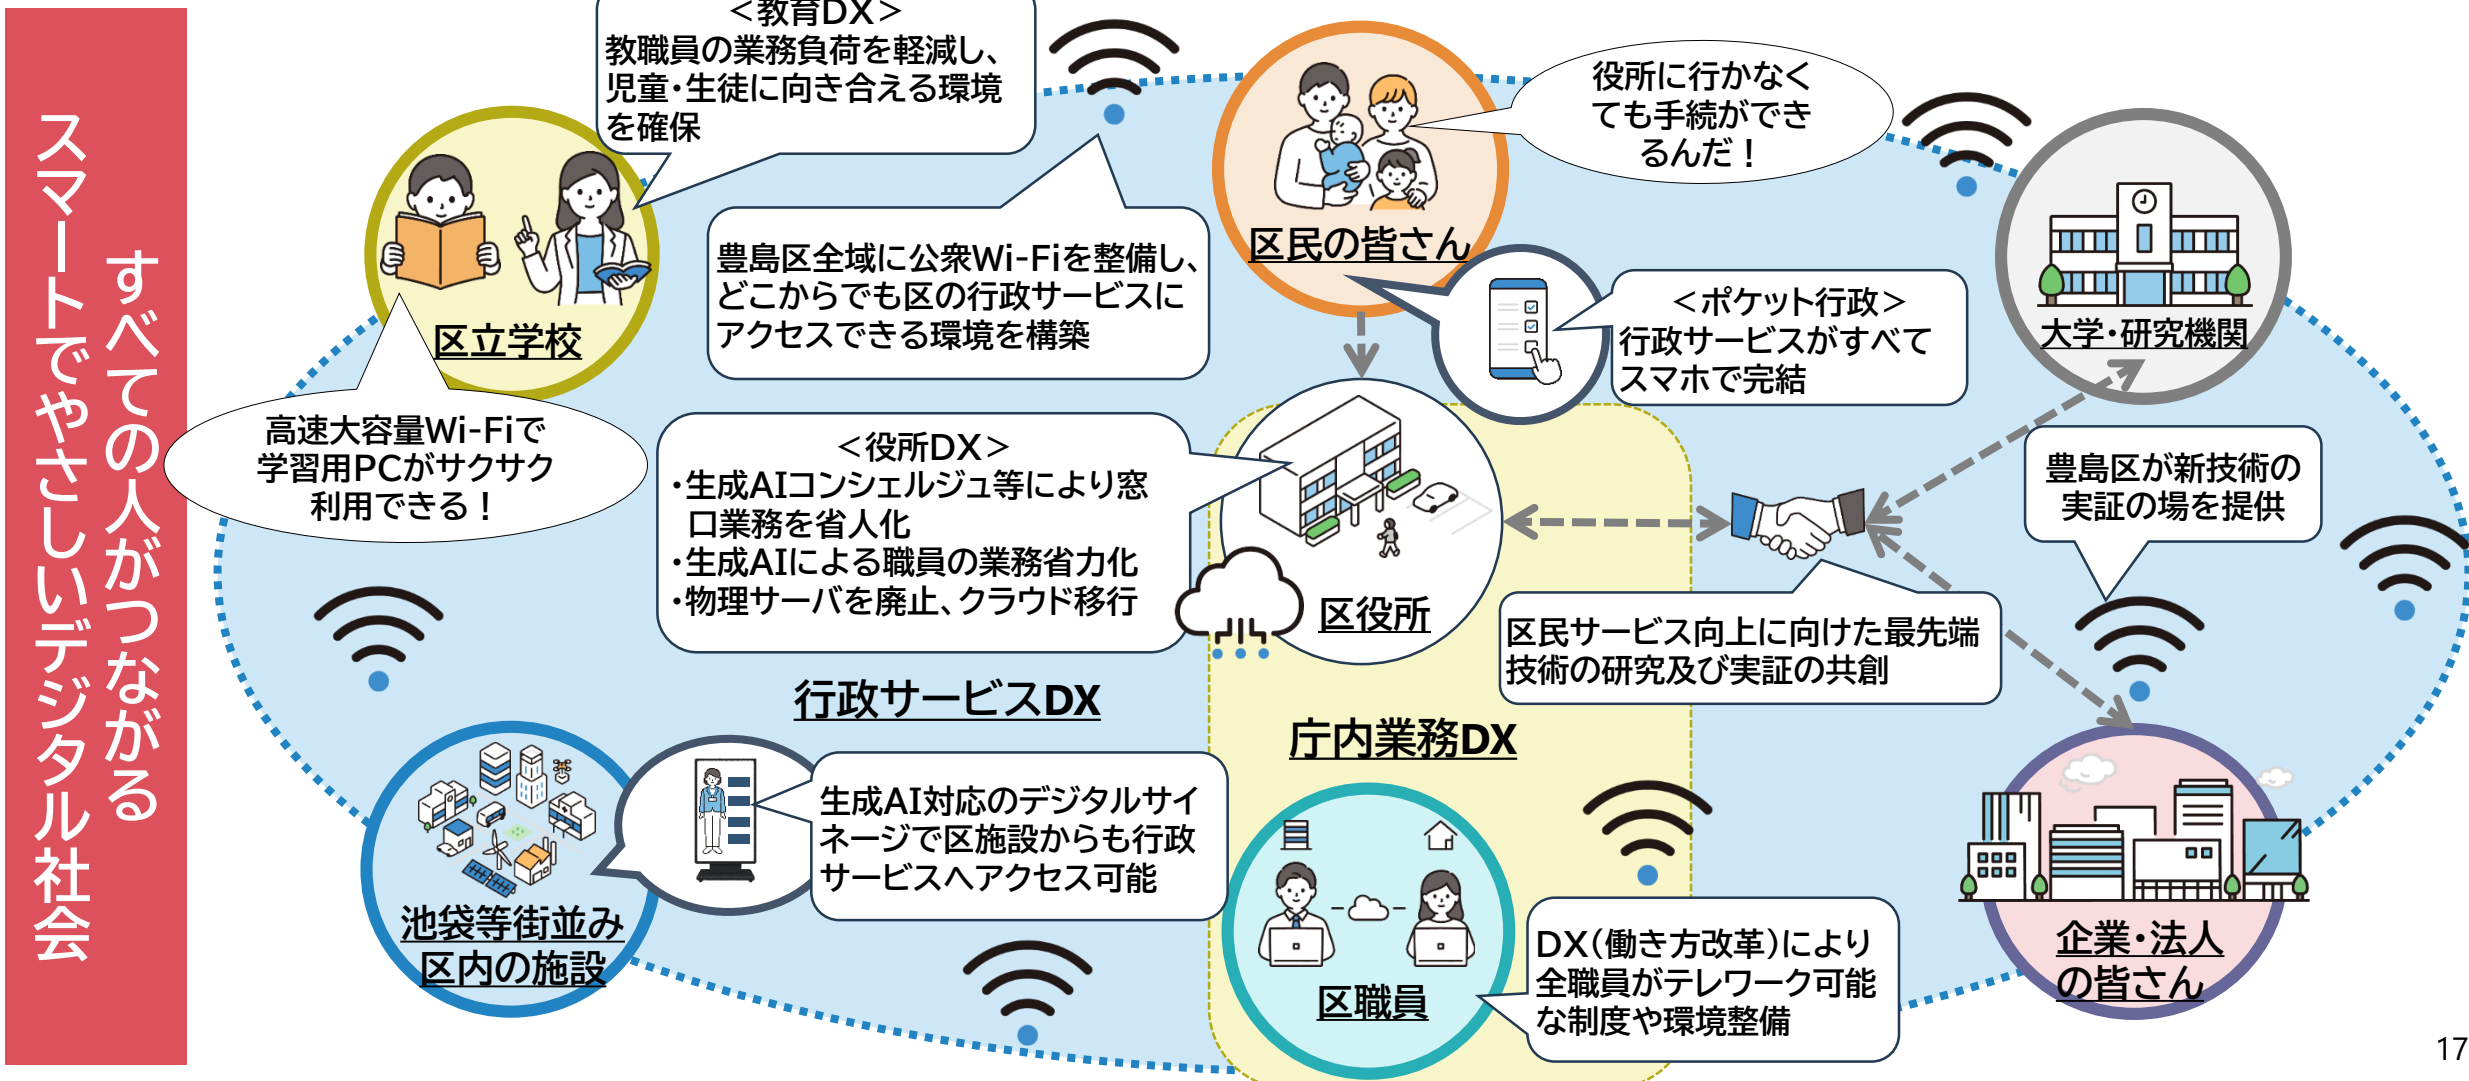 すべての人がつながる
スマートでやさしいデジタル社会
＜教育DX＞
教職員の業務負荷を軽減し、
児童・生徒に向き合える環境
を確保
区立学校
高速大容量Wi-Fiで
学習用PCがサクサク
利用できる！
豊島区全域に公衆Wi-Fiを整備し、
どこからでも区の行政サービスに
アクセスできる環境を構築
区民の皆さん
役所に行かなく
ても手続ができ
るんだ！
＜ポケット行政＞
行政サービスがすべて
スマホで完結
大学・研究機関
＜役所DX＞
・生成AIコンシェルジュ等により窓
口業務を省人化
・生成AIによる職員の業務省力化
・物理サーバを廃止、クラウド移行
区役所
豊島区が新技術の
実証の場を提供
区民サービス向上に向けた最先端
技術の研究及び実証の共創
行政サービスDX
庁内業務DX
生成AI対応のデジタルサイ
ネージで区施設からも行政
サービスへアクセス可能
池袋等街並み
区内の施設
区職員
DX（働き方改革）により
全職員がテレワーク可能
な制度や環境整備
企業・法人
の皆さん
17